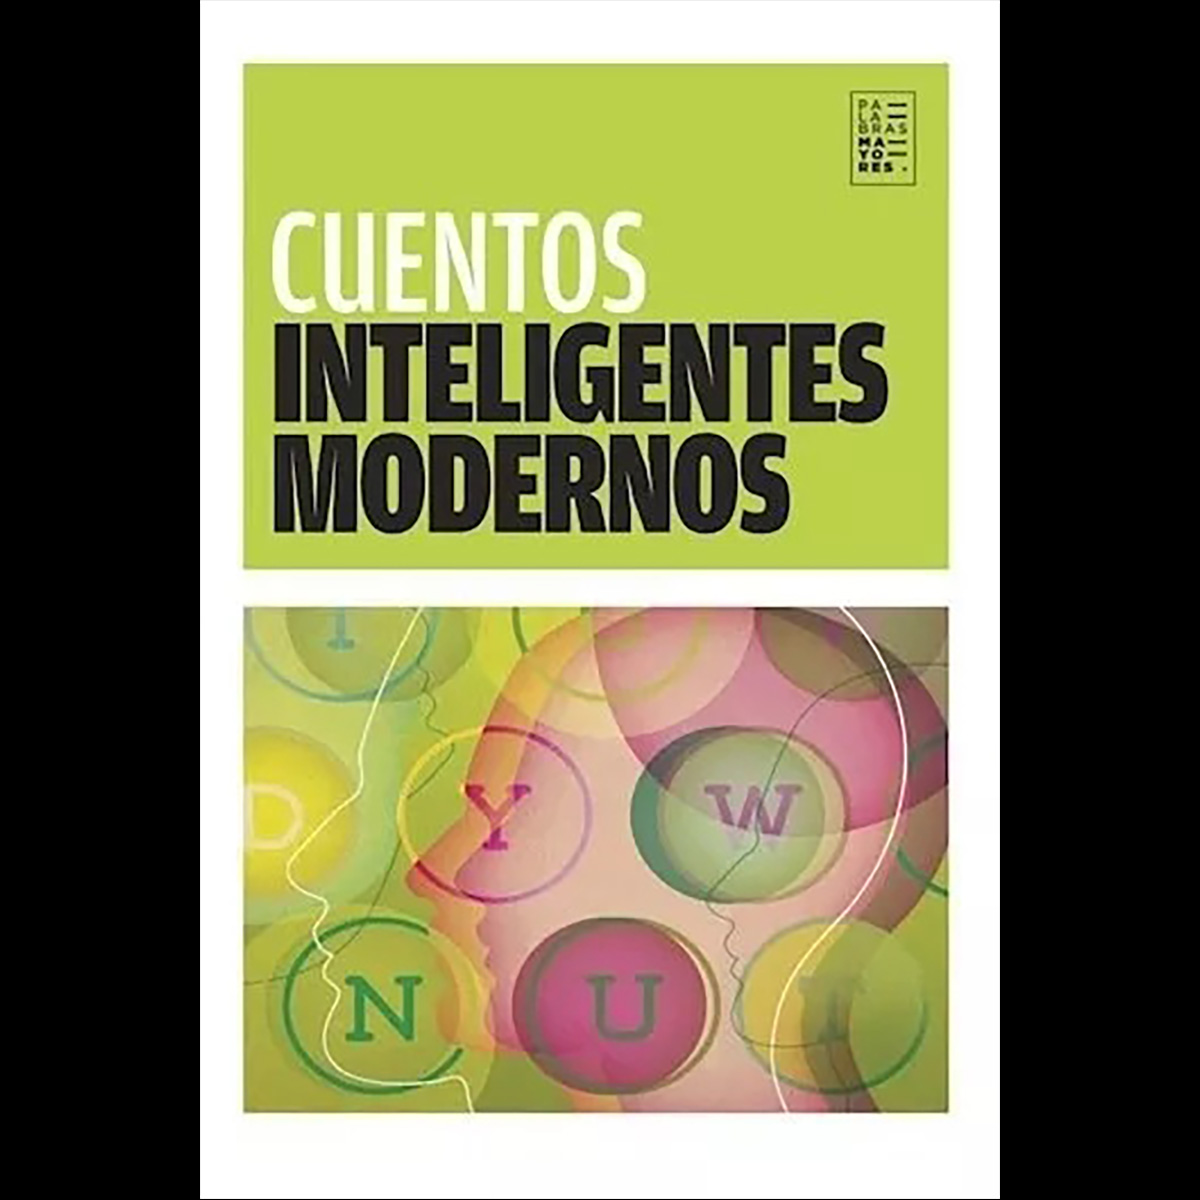 PA
LA
BRAS
MA
YO
RES.
CUENTOS
INTELIGENTES
MODERNOS
I
D Y W
N U T